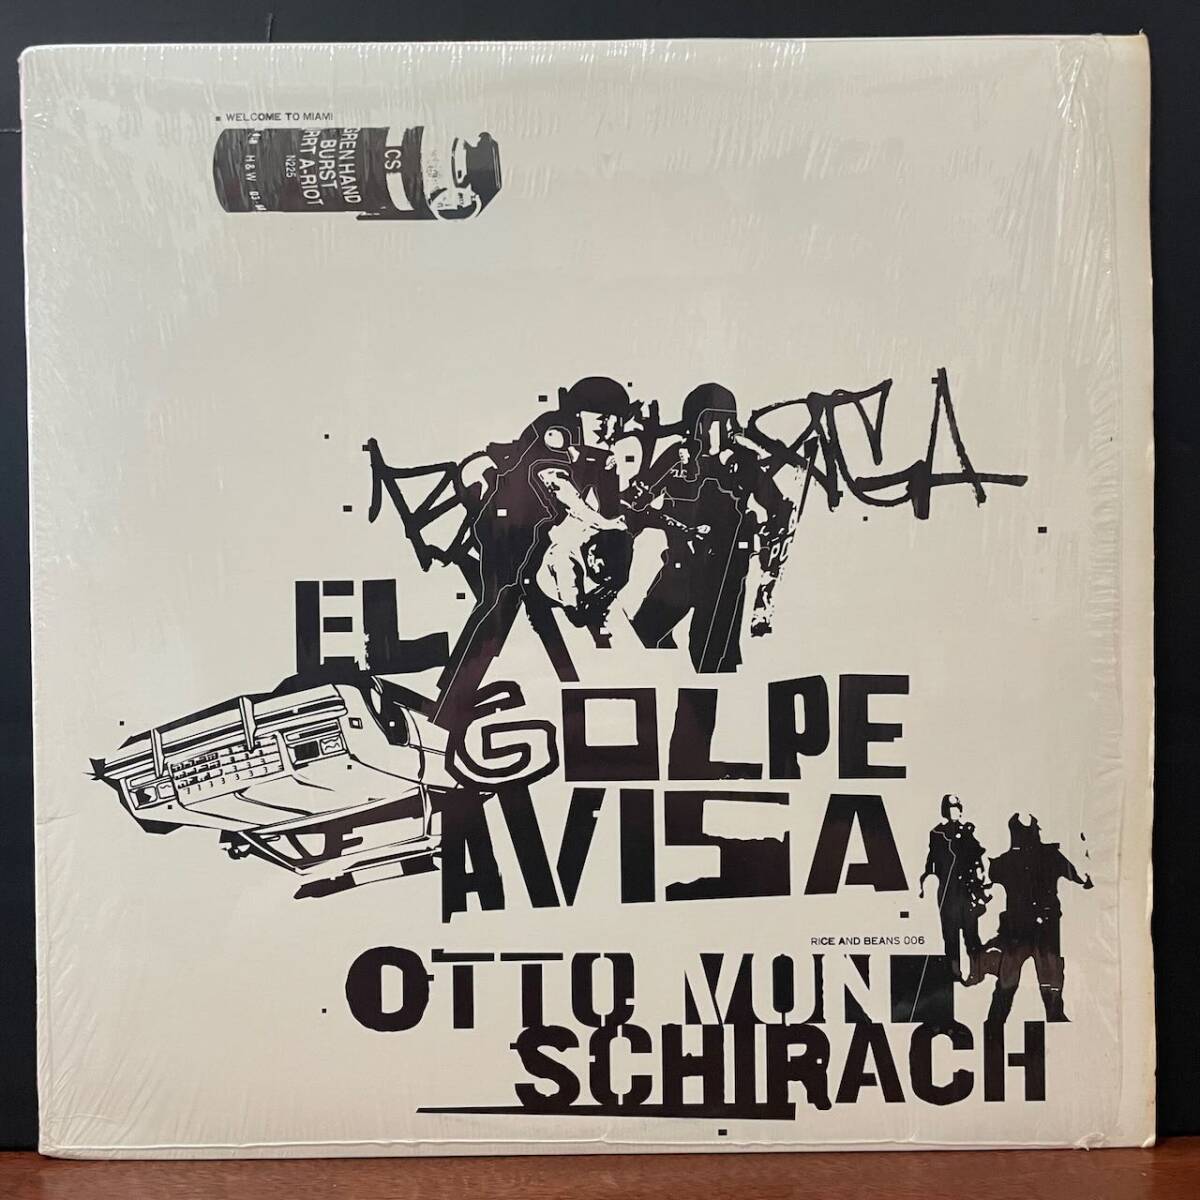 WELCOME TO MIAMI
GREN HAND
BURST
ART A-RIOT
N225
CS
H & W
EL
GOLPE
AVISA
RICE AND BEANS 006
OTTO VON
SCHIRACH